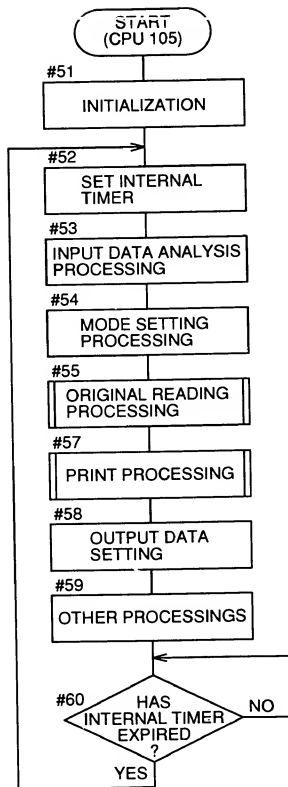 START
(CPU 105)
#51
INITIALIZATION
#52
SET INTERNAL
TIMER
#53
INPUT DATA ANALYSIS
PROCESSING
#54
MODE SETTING
PROCESSING
#55
ORIGINAL READING
PROCESSING
#57
PRINT PROCESSING
#58
OUTPUT DATA
SETTING
#59
OTHER PROCESSINGS
#60
HAS
INTERNAL TIMER
EXPIRED
?
NO
YES